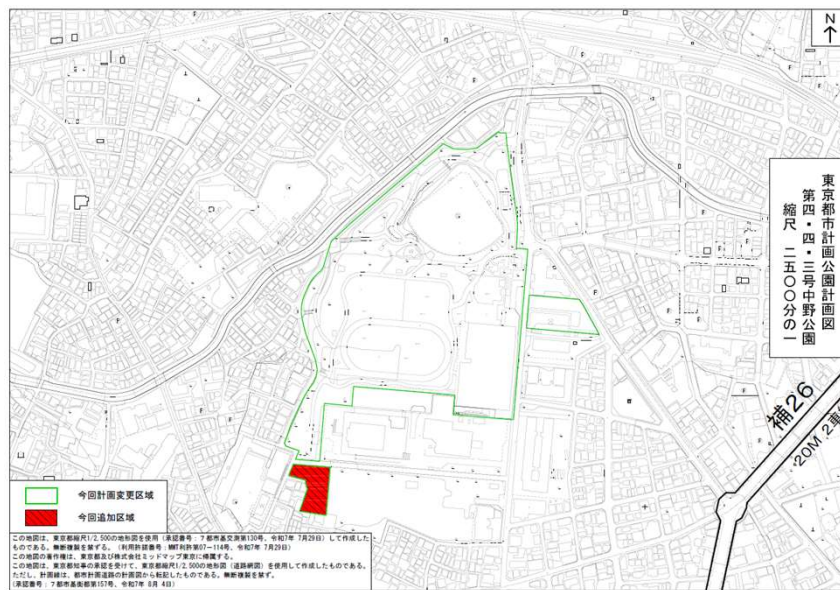 N
東京都市計画公園計画図
第四・四・三号中野公園
縮尺 二五〇〇分の一
補26
20M 2車
今回計画変更区域
今回追加区域
この地図は、東京都縮尺1/2,500の地形図を使用（承認番号：7都市基交測第130号、令和7年 7月29日）して作成した
ものである。無断複製を禁ずる。（利用許諾番号：MMT利許第07-114号、令和7年 7月29日）
この地図の著作権は、東京都及び株式会社ミッドマップ東京に帰属する。
この地図は、東京都知事の承認を受けて、東京都縮尺1/2,500の地形図（道路網図）を使用して作成したものである。
ただし、計画線は、都市計画道路の計画図から転記したものである。無断複製を禁ず。
（承認番号：7都市基街都第157号、令和7年 8月 4日）